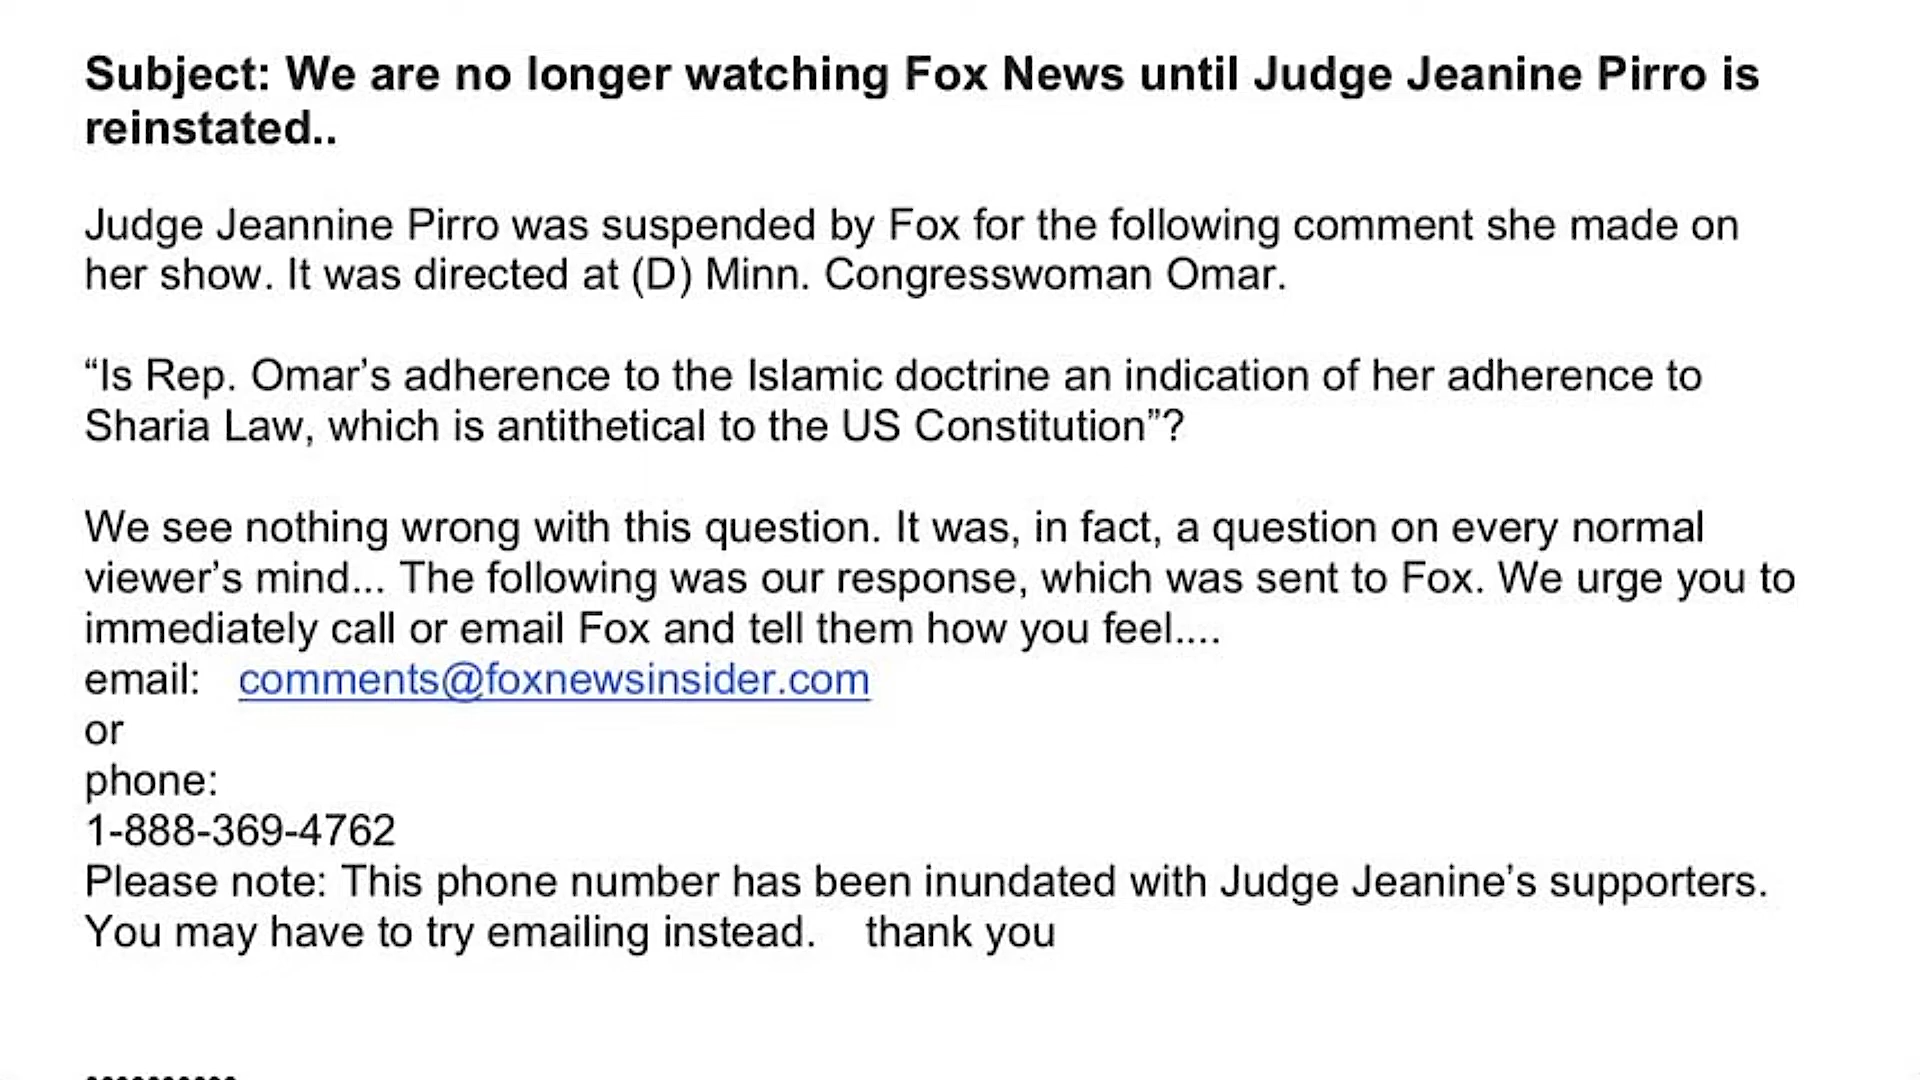 Subject: We are no longer watching Fox News until Judge Jeanine Pirro is
reinstated..
Judge Jeannine Pirro was suspended by Fox for the following comment she made on
her show. It was directed at (D) Minn. Congresswoman Omar.
“Is Rep. Omar’s adherence to the Islamic doctrine an indication of her adherence to
Sharia Law, which is antithetical to the US Constitution”?
We see nothing wrong with this question. It was, in fact, a question on every normal
viewer’s mind... The following was our response, which was sent to Fox. We urge you to
immediately call or email Fox and tell them how you feel....
email: comments@foxnewsinsider.com
or
phone:
1-888-369-4762
Please note: This phone number has been inundated with Judge Jeanine’s supporters.
You may have to try emailing instead. thank you